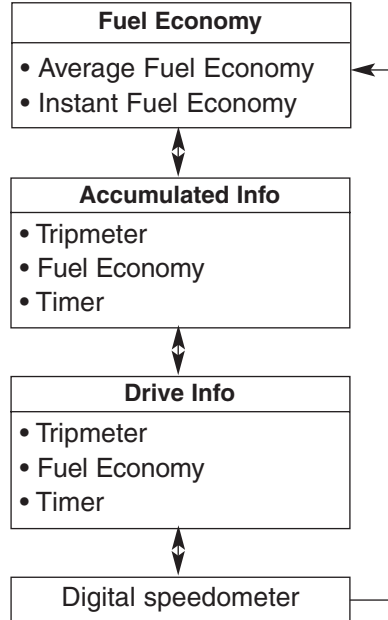 Fuel Economy
• Average Fuel Economy
• Instant Fuel Economy
Accumulated Info
• Tripmeter
• Fuel Economy
• Timer
Drive Info
• Tripmeter
• Fuel Economy
• Timer
Digital speedometer